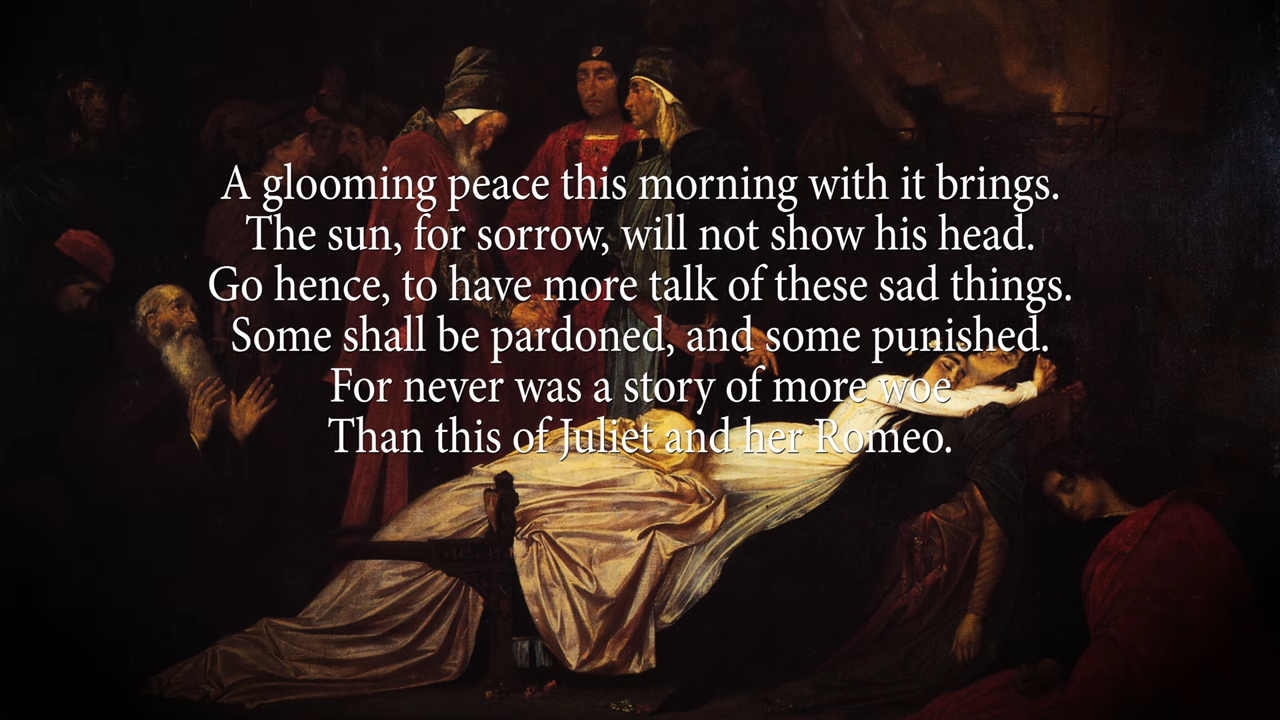 A glooming peace this morning with it brings.
The sun, for sorrow, will not show his head.
Go hence, to have more talk of these sad things.
Some shall be pardoned, and some punished.
For never was a story of more woe
Than this of Juliet and her Romeo.